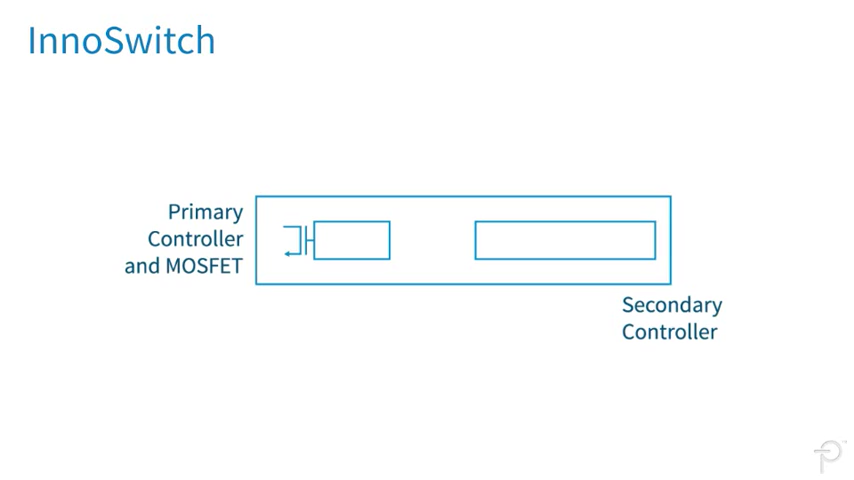 InnoSwitch
Primary
Controller
and MOSFET
Secondary
Controller